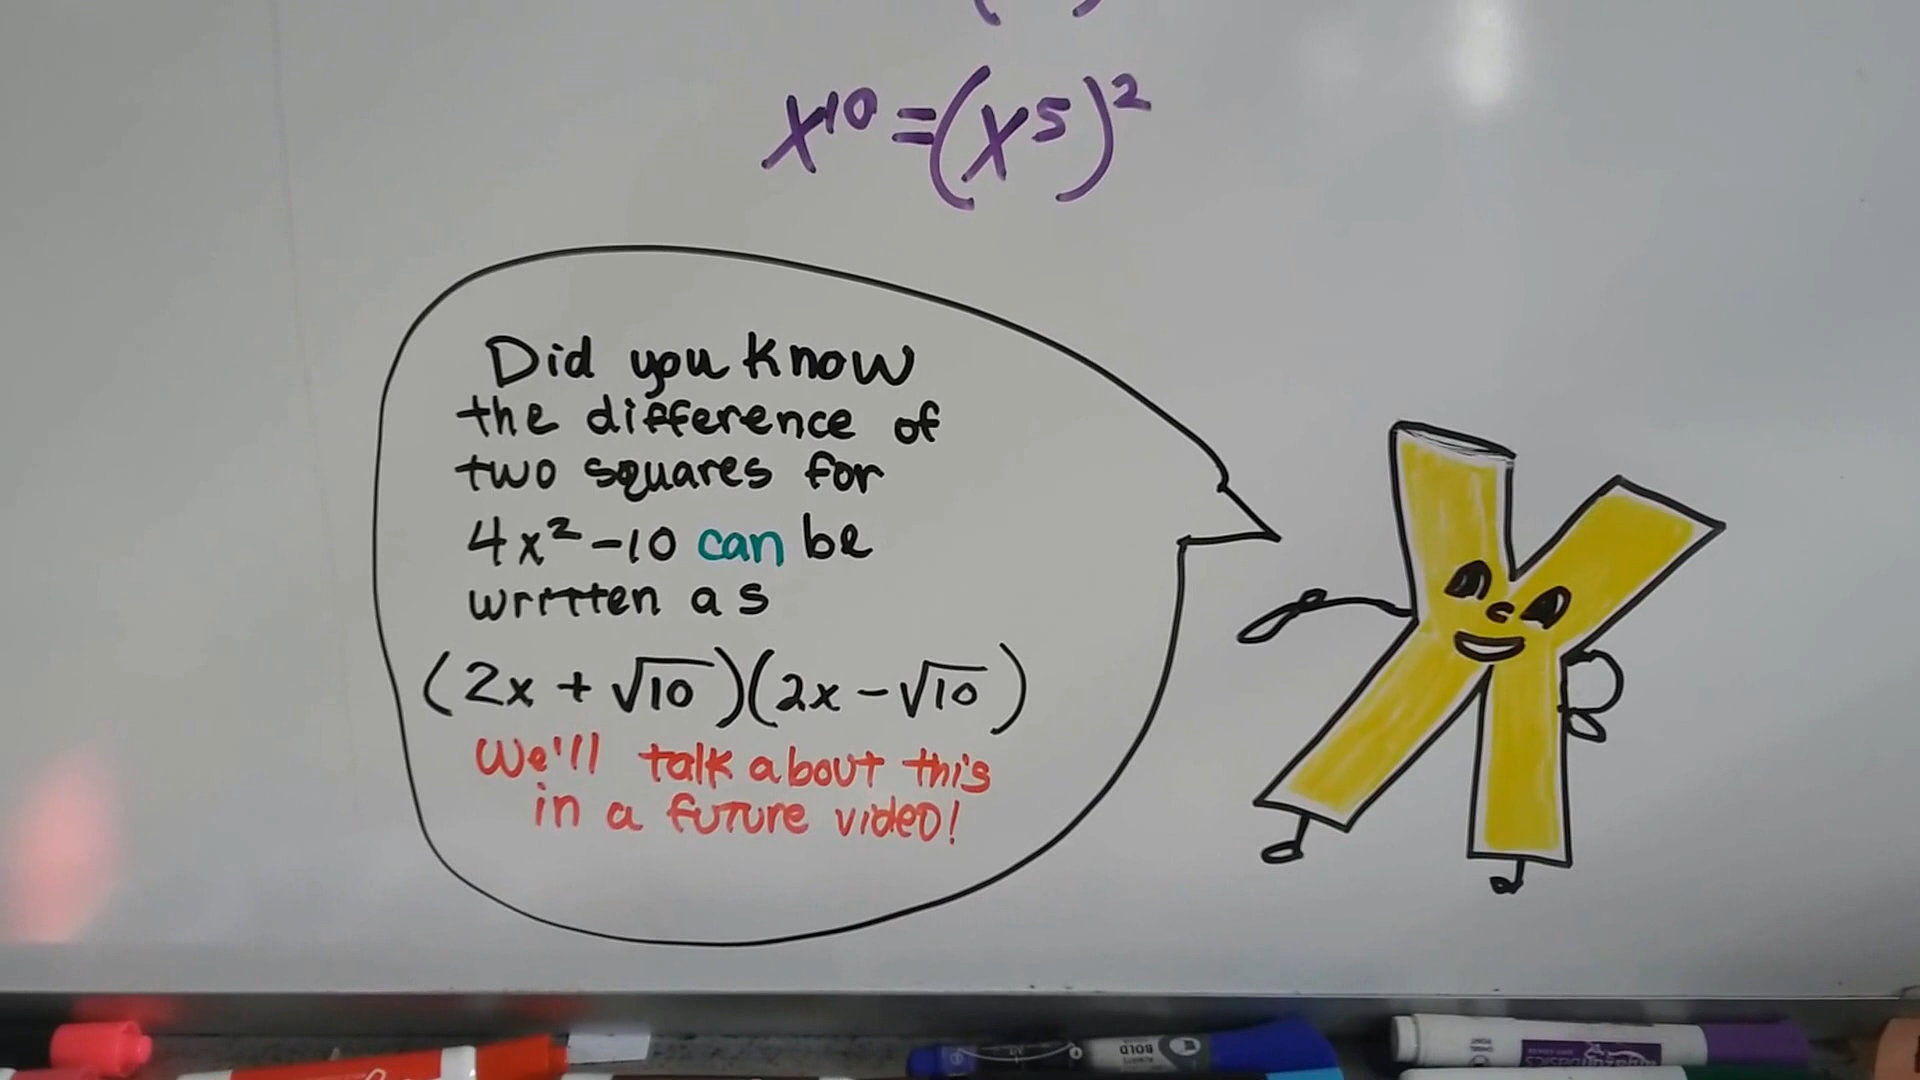 x¹⁰=(x⁵)²
Did you know
the difference of
two squares for
4x²-10 can be
written as
(2x + √10)(2x - √10)
We'll talk about this
in a future video!
BOLD